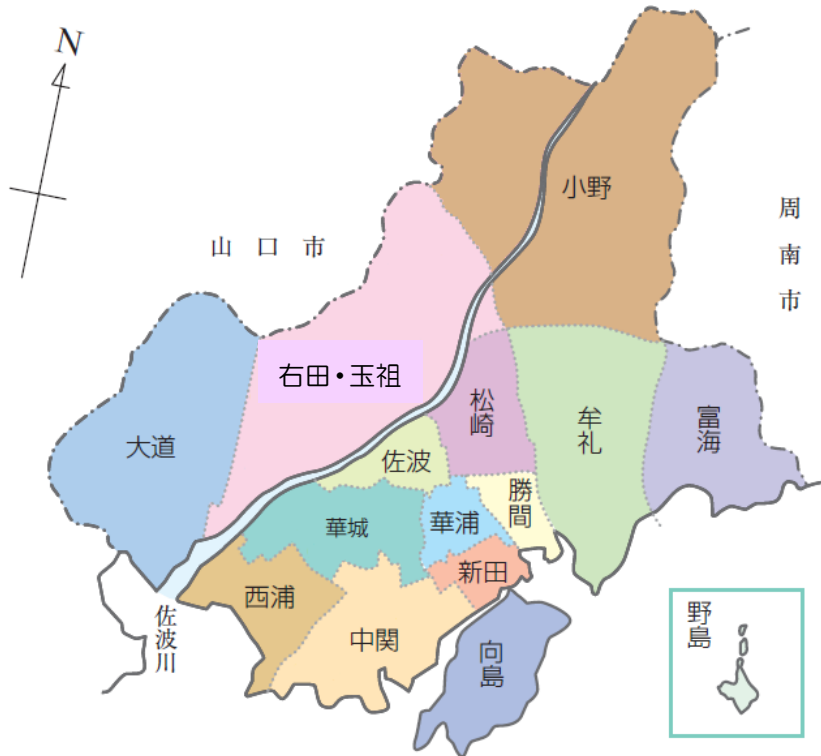 N
小野
周南市
山口市
右田・玉祖
松崎
牟礼
富海
大道
佐波
勝間
華城
華浦
新田
西浦
中関
佐波川
向島
野島